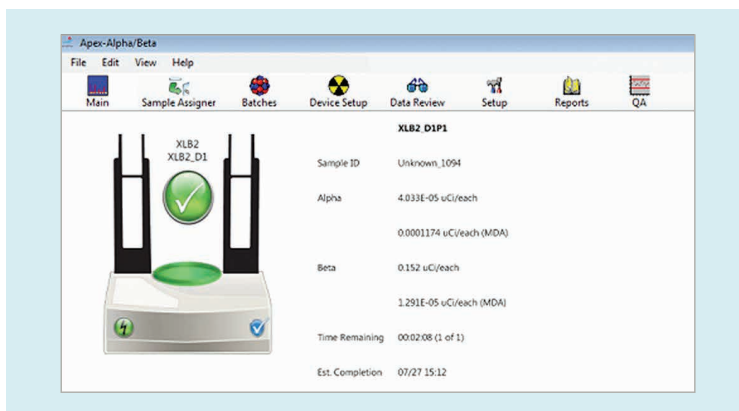 Apex-Alpha/Beta
File Edit View Help
Main Sample Assigner Batches Device Setup Data Review Setup Reports QA
XLB2_D1P1
XLB2
XLB2_D1
Sample ID Unknown_1094
Alpha 4.033E-05 uCi/each
0.0001174 uCi/each (MDA)
Beta 0.152 uCi/each
1.291E-05 uCi/each (MDA)
Time Remaining 00:02:08 (1 of 1)
Est. Completion 07/27 15:12